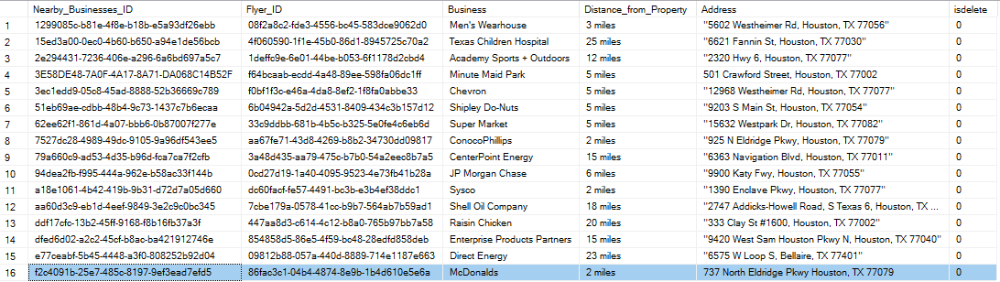 Nearby_Businesses_ID Flyer_ID Business Distance_from_Property Address isdelete
1 1299085c-b81e-4f8e-b18b-e5a93df26ebb 08f2a8c2-fde3-4556-bc45-583dce9062d0 Men's Wearhouse 3 miles "5602 Westheimer Rd, Houston, TX 77056" 0
2 15ed3a00-0ec0-4b60-b650-a94e1de56bcb 4f060590-1f1e-45b0-86d1-8945725c70a2 Texas Children Hospital 25 miles "6621 Fannin St, Houston, TX 77030" 0
3 2e294431-7236-406e-a296-6a6bd697a5c7 1deffc9e-6e01-44be-b053-6f1178d2cbd4 Academy Sports + Outdoors 12 miles "2320 Hwy 6, Houston, TX 77077" 0
4 3E58DE48-7A0F-4A17-8A71-DA068C14B52F f64bcaab-ecdd-4a48-89ee-598fa06dc1ff Minute Maid Park 5 miles 501 Crawford Street, Houston, TX 77002 0
5 3ec1edd9-05c8-45ad-8888-52b36669c789 f0bf1f3c-e46a-4da8-8ef2-1f8fa0abbe33 Chevron 5 miles "12968 Westheimer Rd, Houston, TX 77077" 0
6 51eb69ae-cdbb-48b4-9c73-1437c7b6ecaa 6b04942a-5d2d-4531-8409-434c3b157d12 Shipley Do-Nuts 5 miles "9203 S Main St, Houston, TX 77054" 0
7 62ee62f1-861d-4a07-bbb6-0b87007f277e 33c9ddbb-681b-4b5c-b325-5e0fe4c6eb6d Super Market 5 miles "15632 Westpark Dr, Houston, TX 77082" 0
8 7527dc28-4989-49dc-9105-9a96df543ee5 aa67fe71-43d8-4269-b8b2-34730dd09817 ConocoPhillips 2 miles "925 N Eldridge Pkwy, Houston, TX 77079" 0
9 79a660c9-ad53-4d35-b96d-fca7ca7f2cfb 3a48d435-aa79-475c-b7b0-54a2eec8b7a5 CenterPoint Energy 15 miles "6363 Navigation Blvd, Houston, TX 77011" 0
10 94dea2fb-f995-444a-962e-b58ac33f144b 0cd27d19-1a40-4095-9523-4e73fb41b28a JP Morgan Chase 6 miles "9900 Katy Fwy, Houston, TX 77055" 0
11 a18e1061-4b42-419b-9b31-d72d7a05d660 dc60facf-fe57-4491-bc3b-e3b4ef38ddc1 Sysco 2 miles "1390 Enclave Pkwy, Houston, TX 77077" 0
12 aa60d3c9-eb1d-4eef-9849-3e2c9c0bc345 7cbe179a-0578-41cc-b9b7-564ab7b59ad1 Shell Oil Company 18 miles "2747 Addicks-Howell Road, S Texas 6, Houston, TX ... 0
13 ddf17cfc-13b2-45ff-9168-f8b16fb37a3f 447aa8d3-c614-4c12-b8a0-765b97bb7a58 Raisin Chicken 20 miles "333 Clay St #1600, Houston, TX 77002" 0
14 dfed6d02-a2c2-45cf-b8ac-ba421912746e 854858d5-86e5-4f59-bc48-28edfd858deb Enterprise Products Partners 15 miles "9420 West Sam Houston Pkwy N, Houston, TX 77040" 0
15 e77ceabf-5b45-4448-a3f0-808252b92d04 09812b88-057a-440d-8889-714e1187e663 Direct Energy 23 miles "6575 W Loop S, Bellaire, TX 77401" 0
16 f2c4091b-25e7-485c-8197-9ef3ead7efd5 86fac3c1-04b4-4874-8e9b-1b4d610e5e6a McDonalds 2 miles 737 North Eldridge Pkwy Houston, TX 77079 0